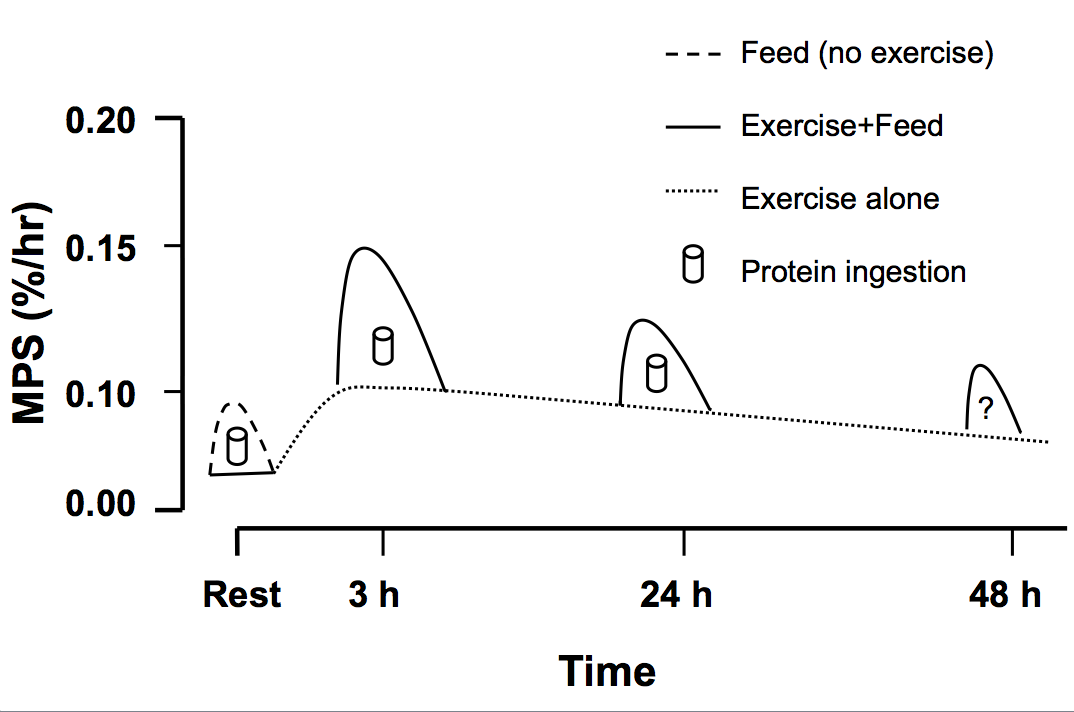 Feed (no exercise)
Exercise+Feed
Exercise alone
Protein ingestion
MPS (%/hr)
0.20
0.15
0.10
0.00
?
Rest 3 h 24 h 48 h
Time